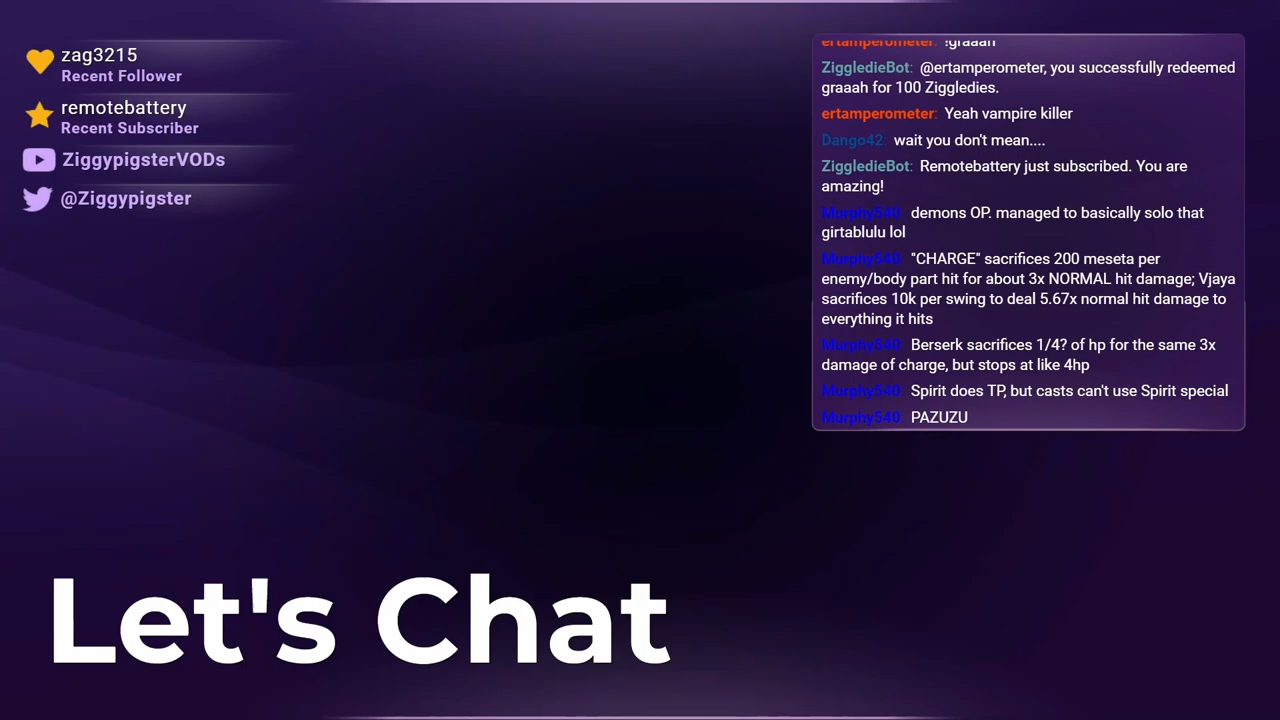 zag3215
Recent Follower
remotebattery
Recent Subscriber
ZiggypigsterVODs
@Ziggypigster
ertamperometer: !graaah
ZiggledieBot: @ertamperometer, you successfully redeemed
graaah for 100 Ziggledies.
ertamperometer: Yeah vampire killer
Dango42: wait you don't mean....
ZiggledieBot: Remotebattery just subscribed. You are
amazing!
Murphy540: demons OP. managed to basically solo that
girtablulu lol
Murphy540: "CHARGE" sacrifices 200 meseta per
enemy/body part hit for about 3x NORMAL hit damage; Vjaya
sacrifices 10k per swing to deal 5.67x normal hit damage to
everything it hits
Murphy540: Berserk sacrifices 1/4? of hp for the same 3x
damage of charge, but stops at like 4hp
Murphy540: Spirit does TP, but casts can't use Spirit special
Murphy540: PAZUZU
Let's Chat